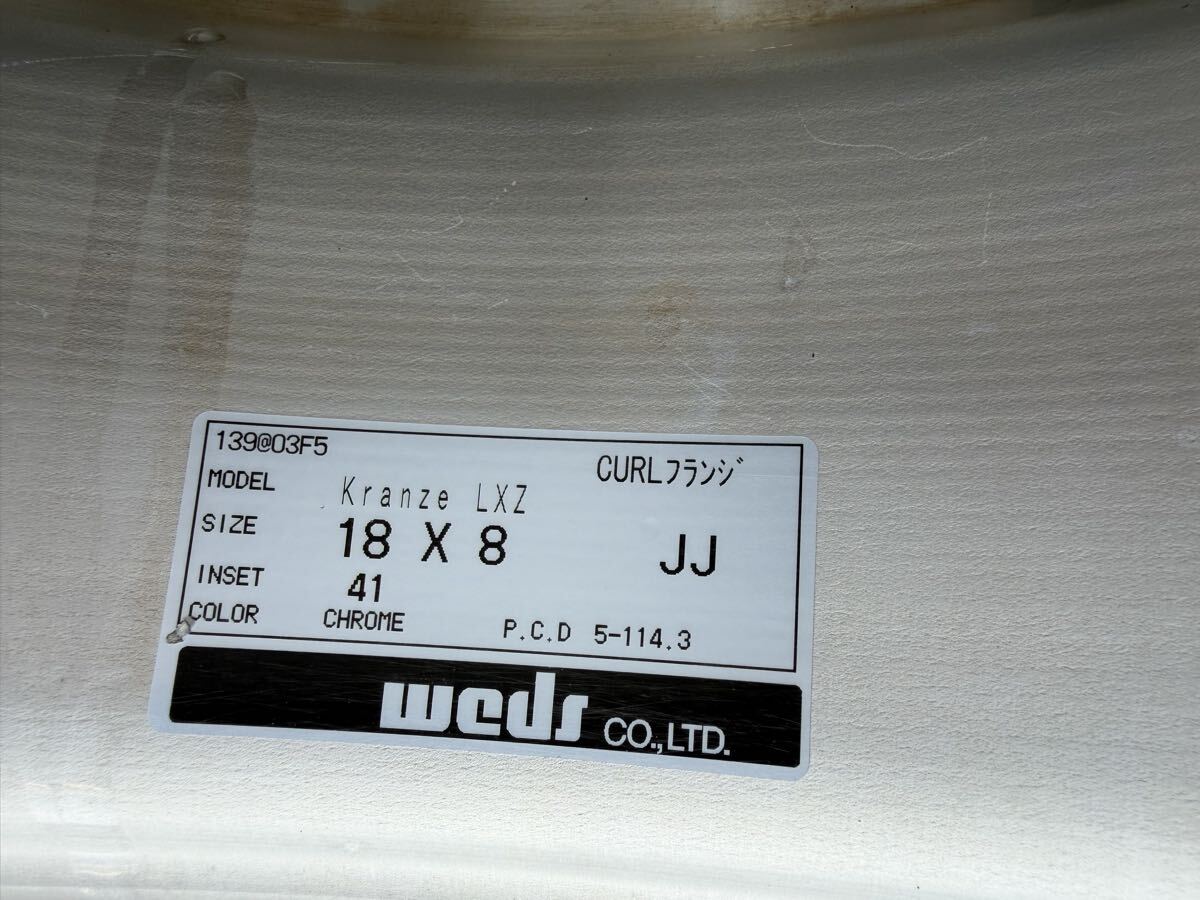 139@03F5
CURLフランジ
MODEL Kranze LXZ
SIZE 18 X 8 JJ
INSET 41
COLOR CHROME P.C.D 5-114.3
weds CO.,LTD.